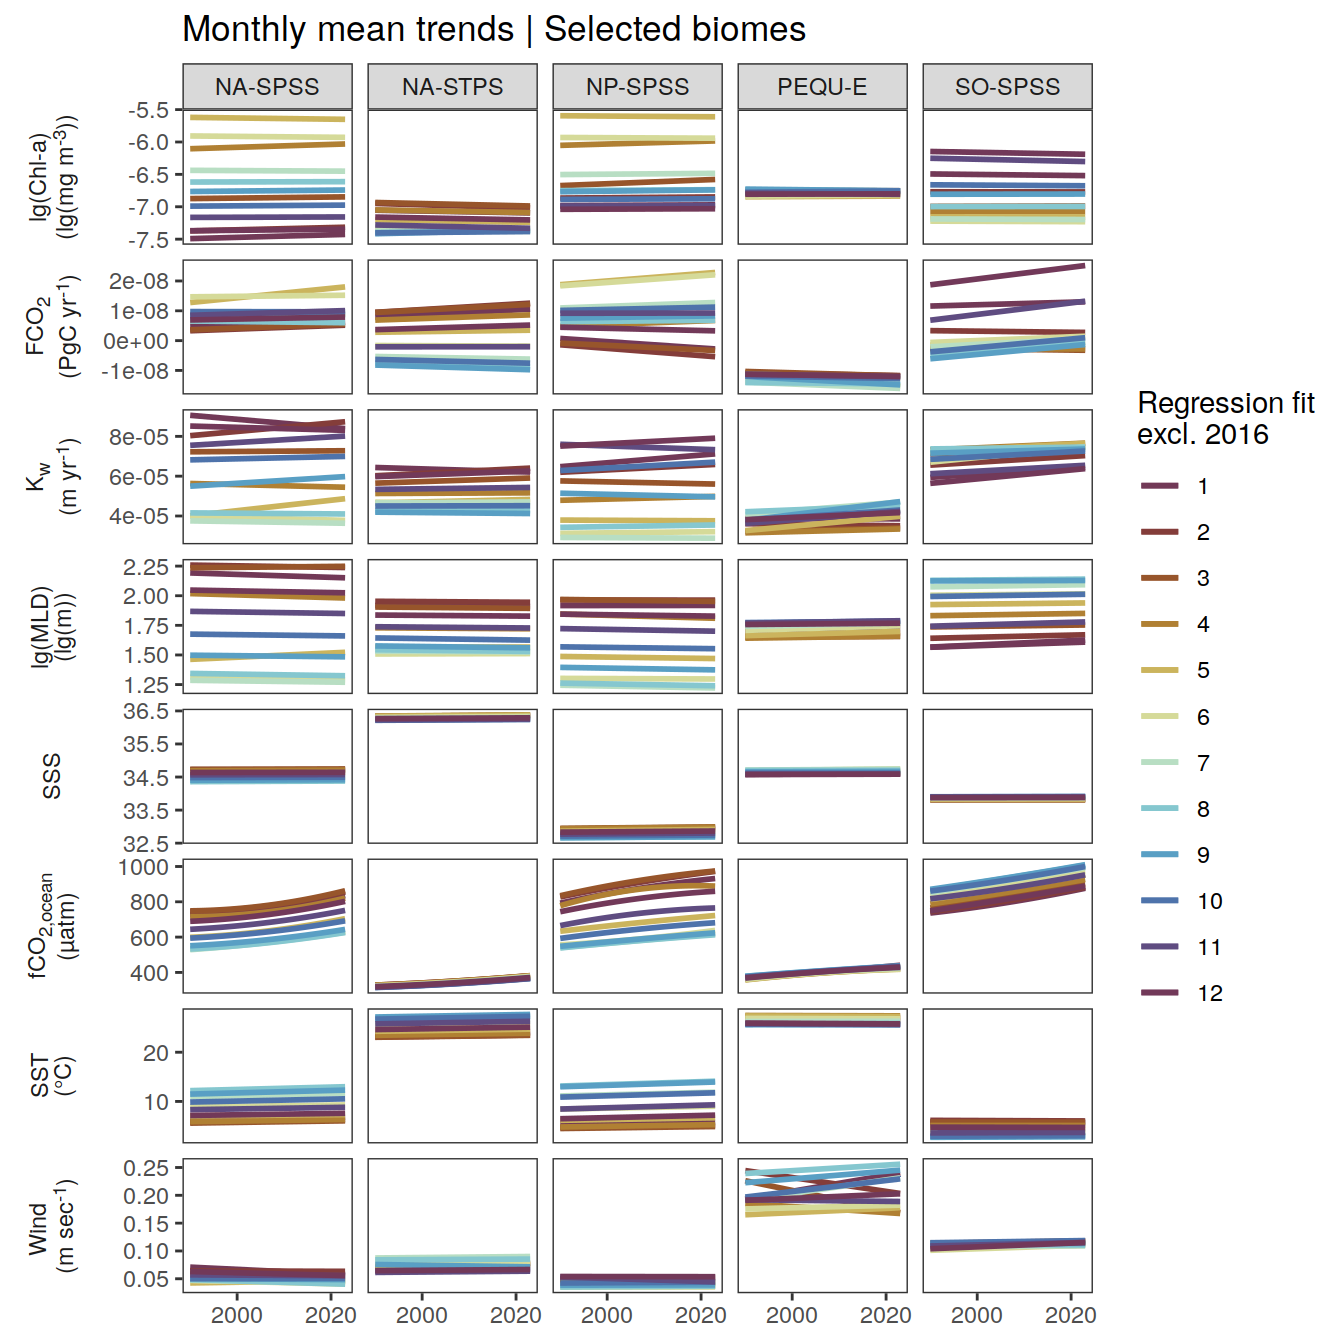 Monthly mean trends | Selected biomes
NA-SPSS NA-STPS NP-SPSS PEQU-E SO-SPSS
lg(Chl-a)
(lg(mg m-3))
-5.5
-6.0
-6.5
-7.0
-7.5
FCO2
(PgC yr-1)
2e-08
1e-08
0e+00
-1e-08
Kw
(m yr-1)
8e-05
6e-05
4e-05
lg(MLD)
(lg(m))
2.25
2.00
1.75
1.50
1.25
SSS
36.5
35.5
34.5
33.5
32.5
fCO2,ocean
(µatm)
1000
800
600
400
SST
(°C)
20
10
Wind
(m sec-1)
0.25
0.20
0.15
0.10
0.05
2000 2020 2000 2020 2000 2020 2000 2020 2000 2020
Regression fit
excl. 2016
1
2
3
4
5
6
7
8
9
10
11
12